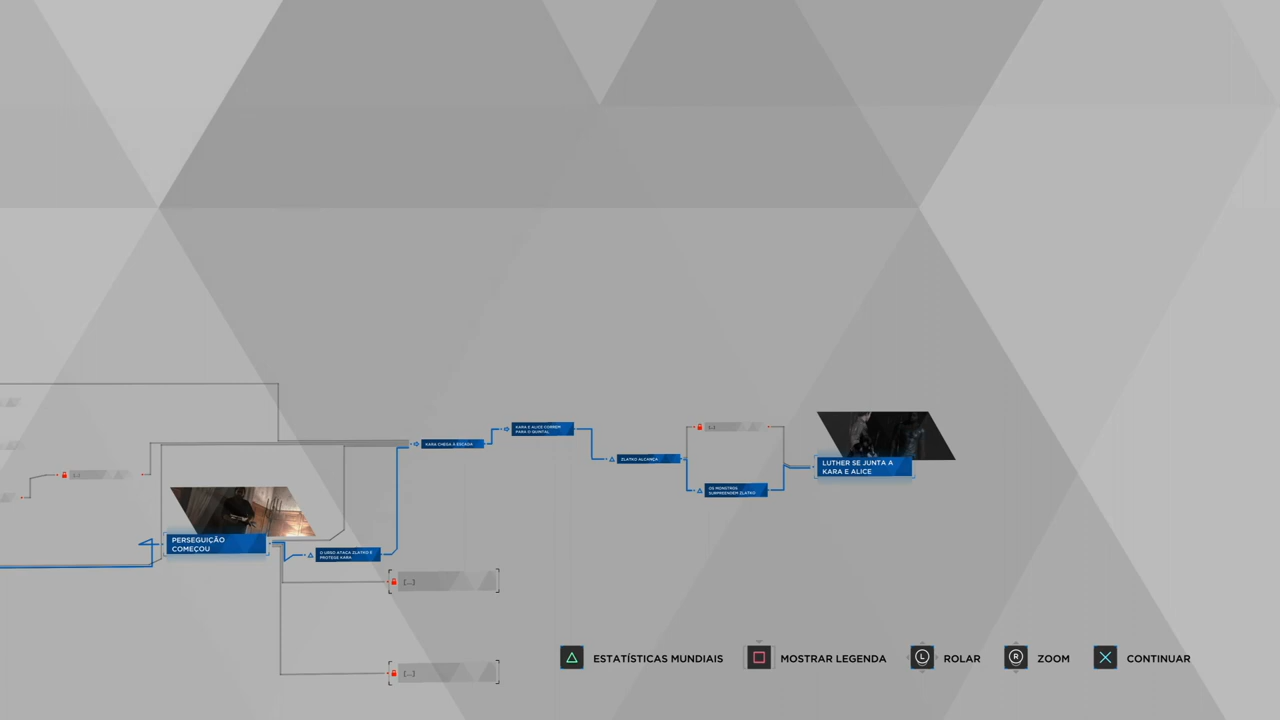 KARA E ALICE CORREM
PARA O QUINTAL
[...]
KARA CHEGA À ESCADA
ZLATKO ALCANÇA
LUTHER SE JUNTA A
KARA E ALICE
[...]
OS MONSTROS
SURPREENDEM ZLATKO
PERSEGUIÇÃO
COMEÇOU
O URSO ATACA ZLATKO E
PROTEGE KARA
[...]
ESTATÍSTICAS MUNDIAIS
MOSTRAR LEGENDA
L
ROLAR
R
ZOOM
CONTINUAR
[...]